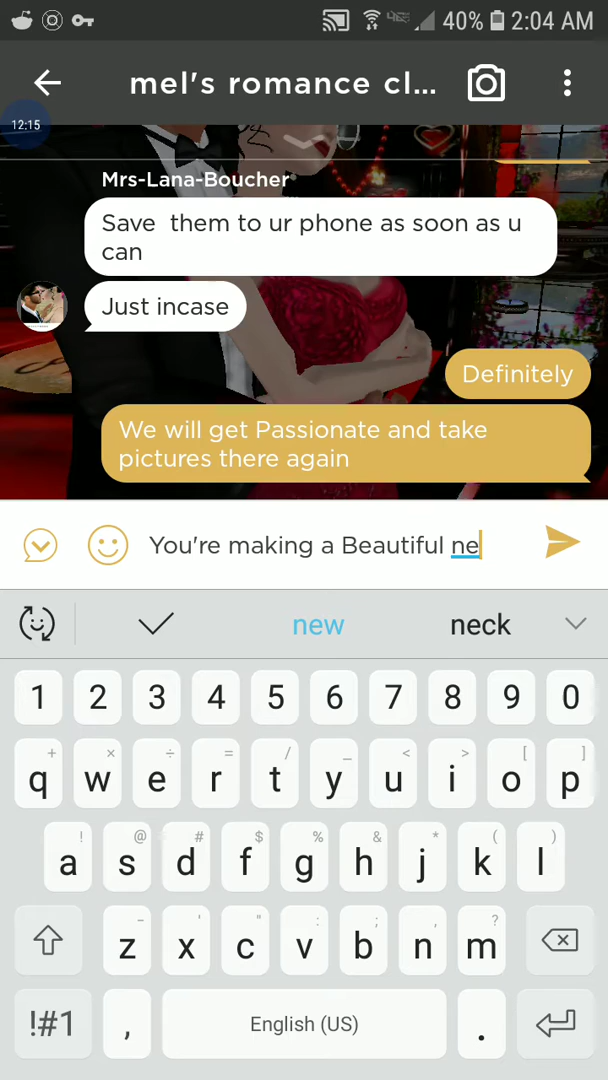 40% 2:04 AM
mel's romance cl...
12:15
Mrs-Lana-Boucher
Save them to ur phone as soon as u
can
Just incase
Definitely
We will get Passionate and take
pictures there again
You're making a Beautiful ne
new neck
1 2 3 4 5 6 7 8 9 0
+ × ÷ = / _ < > [ ]
q w e r t y u i o p
! @ # $ % & * ( )
a s d f g h j k l
- ' " : ; , ?
z x c v b n m
!#1 , English (US) .